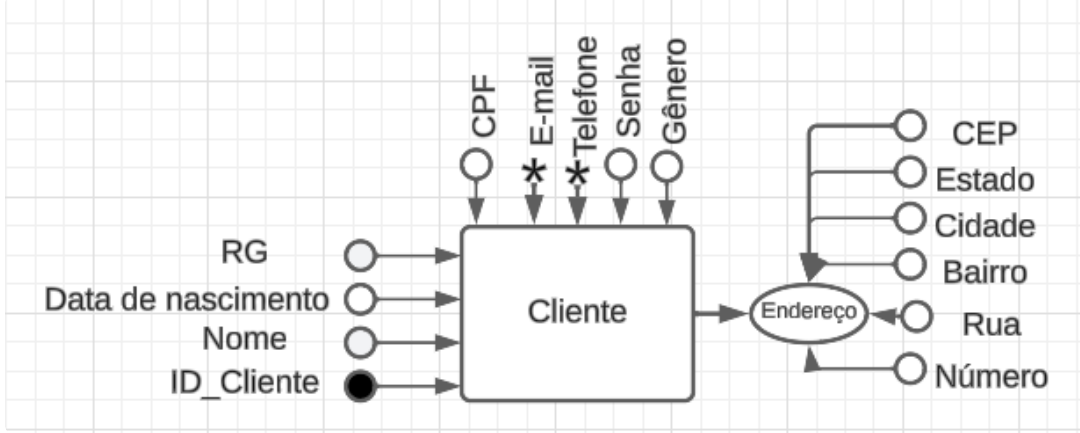 CPF
* E-mail
* Telefone
Senha
Gênero
RG
Data de nascimento
Nome
ID_Cliente
Cliente
Endereço
CEP
Estado
Cidade
Bairro
Rua
Número